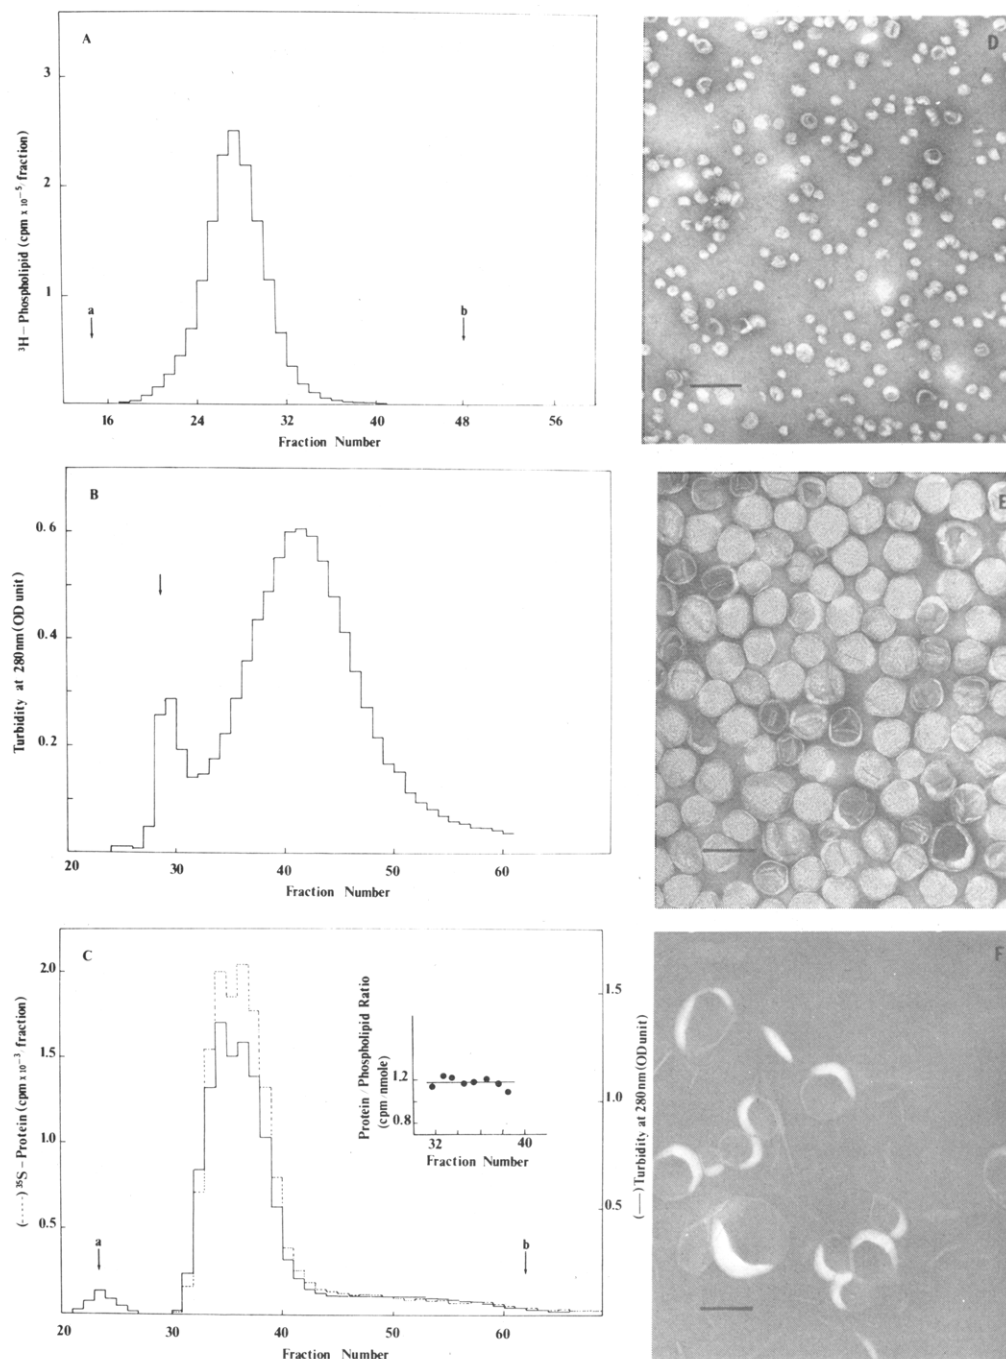 A
3
2
1
³H – Phospholipid (cpm x 10⁻⁵/fraction)
a
b
16
24
32
40
48
56
Fraction Number
D
B
0.6
0.4
0.2
Turbidity at 280nm(OD unit)
20
30
40
50
60
Fraction Number
E
C
2.0
1.5
1.0
0.5
(-----) ³⁵S – Protein (cpm x 10⁻³/fraction)
a
b
1.5
1.0
0.5
(—) Turbidity at 280nm(OD unit)
Protein/Phospholipid Ratio
(cpm/nmole)
1.2
0.8
32
40
Fraction Number
20
30
40
50
60
Fraction Number
F